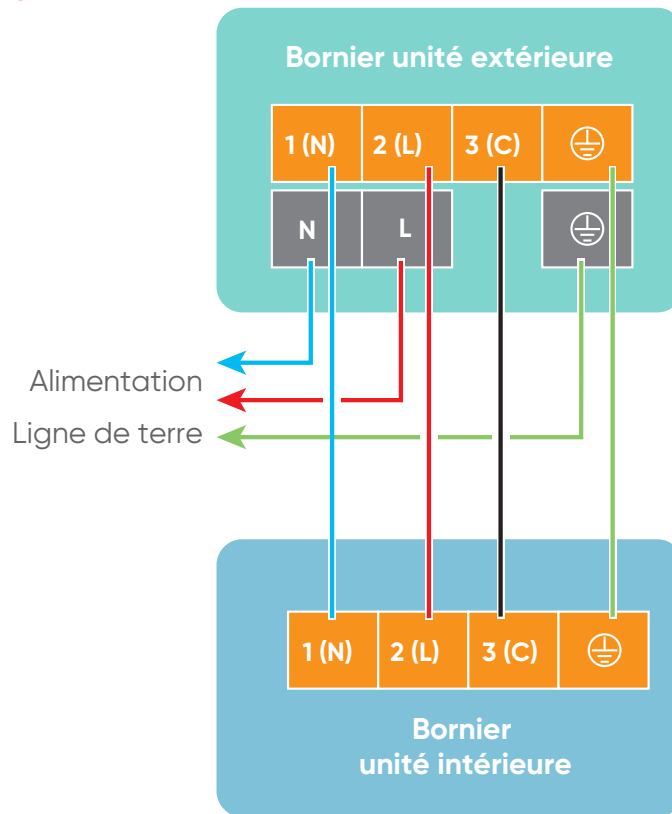 Bornier unité extérieure
1 (N) 2 (L) 3 (C)
N L
Alimentation
Ligne de terre
1 (N) 2 (L) 3 (C)
Bornier
unité intérieure